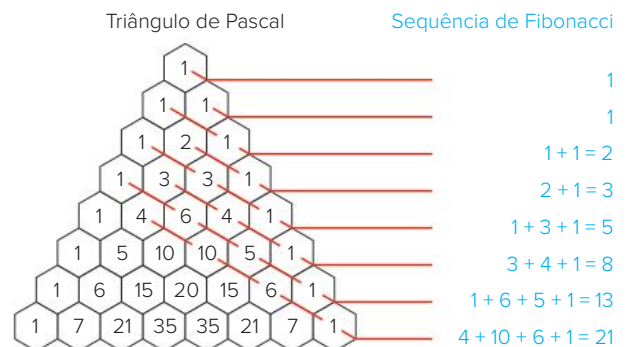 Triângulo de Pascal Sequência de Fibonacci
1 1
1 1 1
1 2 1 1 + 1 = 2
1 3 3 1 2 + 1 = 3
1 4 6 4 1 1 + 3 + 1 = 5
1 5 10 10 5 1 3 + 4 + 1 = 8
1 6 15 20 15 6 1 1 + 6 + 5 + 1 = 13
1 7 21 35 35 21 7 1 4 + 10 + 6 + 1 = 21